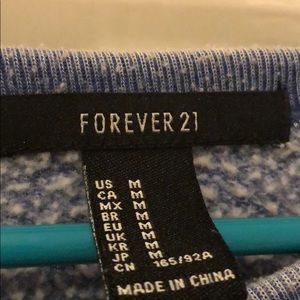 FOREVER 21
US M
CA M
MX M
BR M
EU M
UK M
KR M
JP M
CN 165/92A
MADE IN CHINA